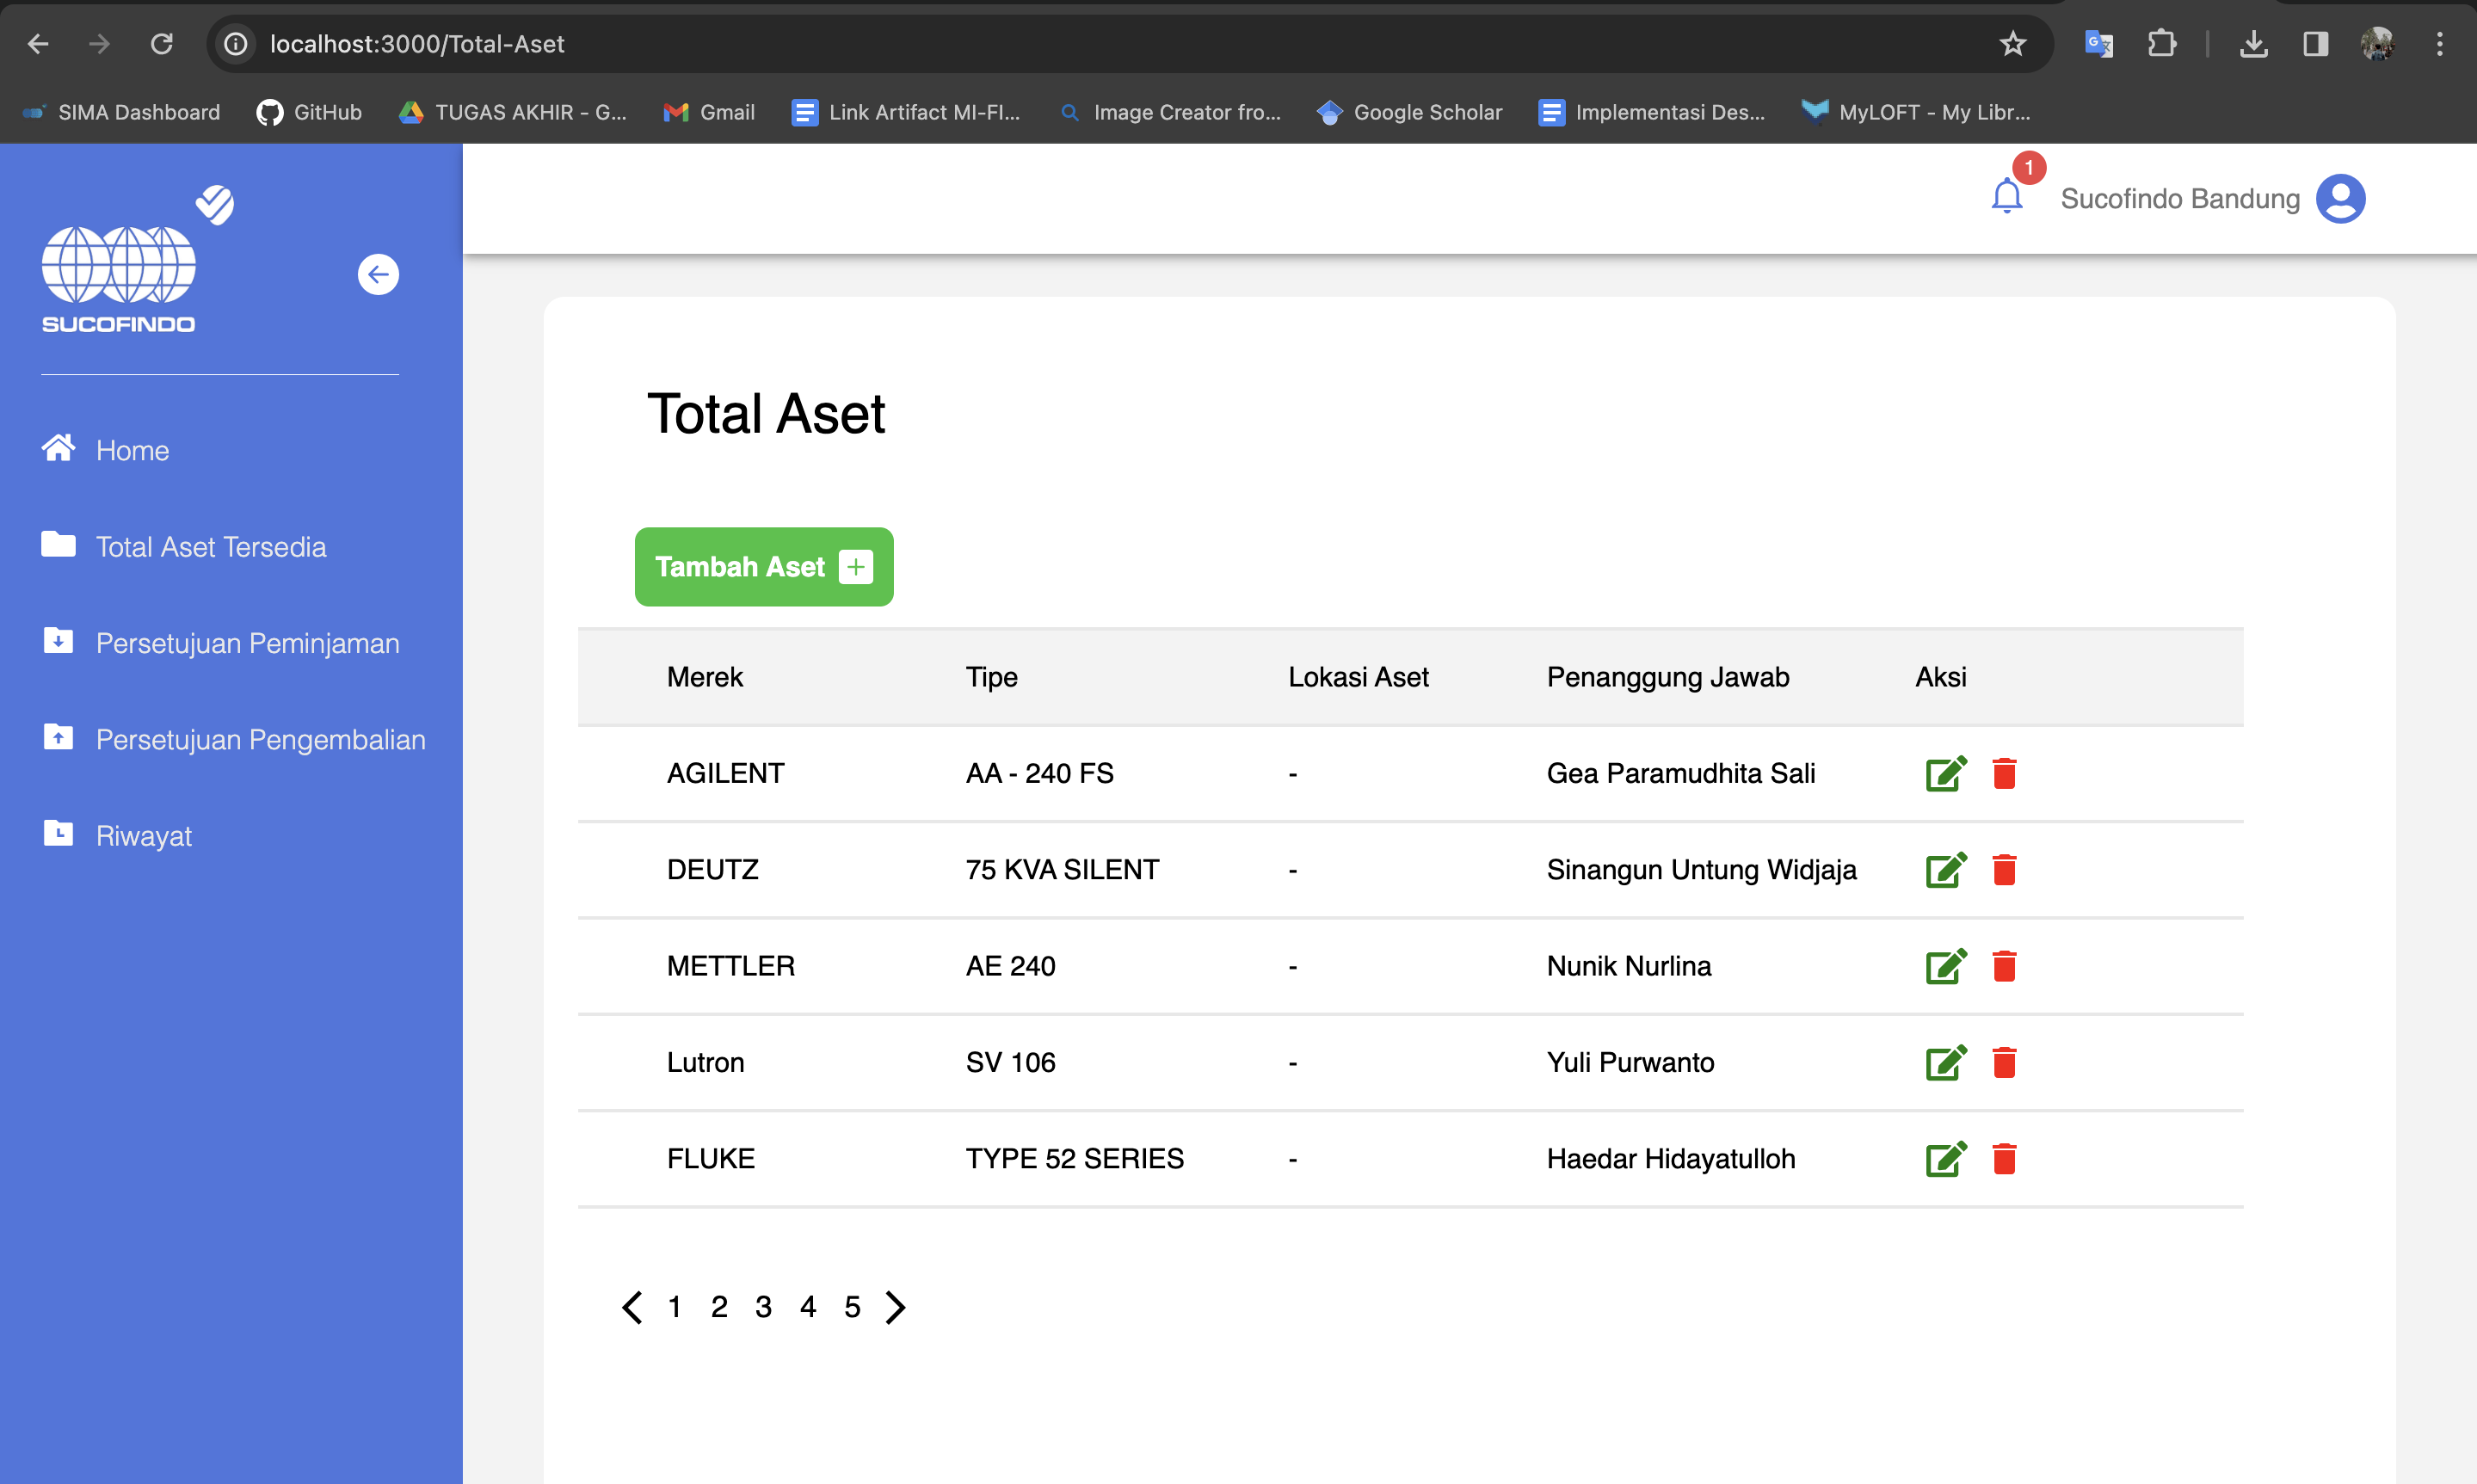 localhost:3000/Total-Aset
SIMA Dashboard GitHub TUGAS AKHIR - G... Gmail Link Artifact MI-FI... Image Creator fro... Google Scholar Implementasi Des... MyLOFT - My Libr...
1
Sucofindo Bandung
SUCOFINDO
Home
Total Aset Tersedia
Persetujuan Peminjaman
Persetujuan Pengembalian
Riwayat
Total Aset
Tambah Aset
Merek Tipe Lokasi Aset Penanggung Jawab Aksi
AGILENT AA - 240 FS - Gea Paramudhita Sali
DEUTZ 75 KVA SILENT - Sinangun Untung Widjaja
METTLER AE 240 - Nunik Nurlina
Lutron SV 106 - Yuli Purwanto
FLUKE TYPE 52 SERIES - Haedar Hidayatulloh
1 2 3 4 5